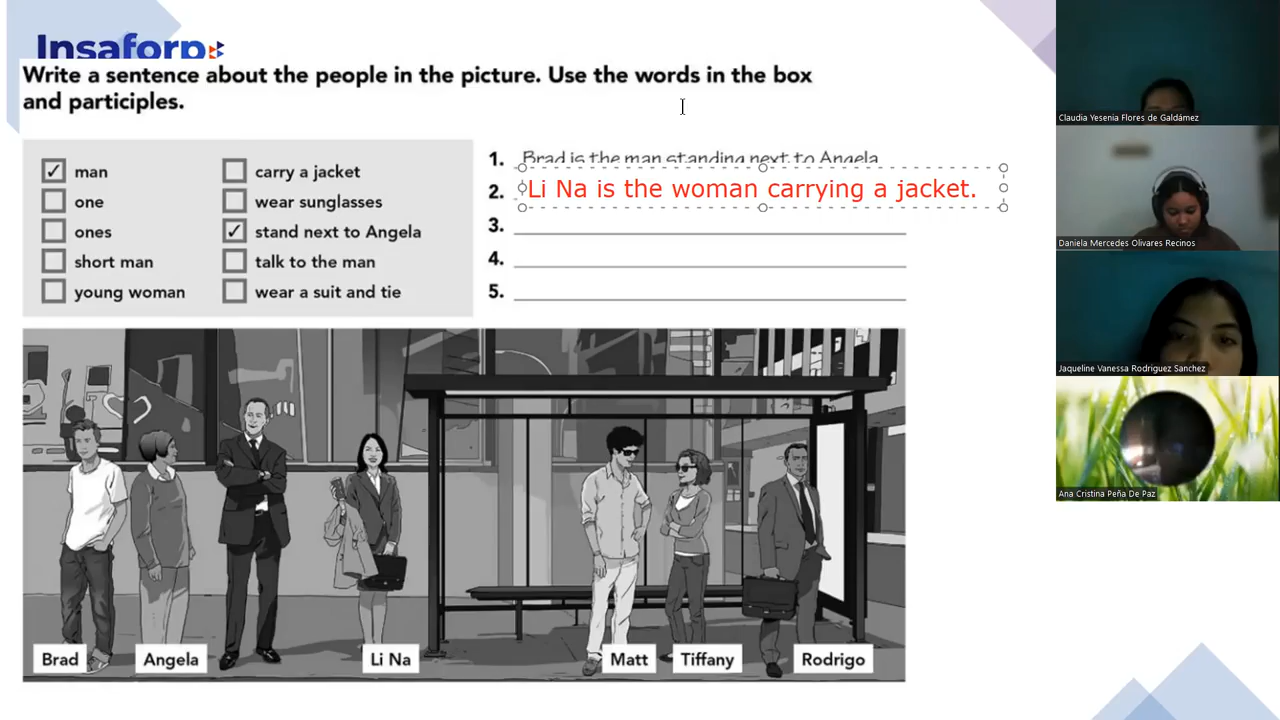 Insaforp
Write a sentence about the people in the picture. Use the words in the box
and participles.
man
one
ones
short man
young woman
carry a jacket
wear sunglasses
stand next to Angela
talk to the man
wear a suit and tie
1. Brad is the man standing next to Angela
2. Li Na is the woman carrying a jacket.
3.
4.
5.
Brad
Angela
Li Na
Matt
Tiffany
Rodrigo
Claudia Yesenia Flores de Galdámez
Daniela Mercedes Olivares Recinos
Jaqueline Vanessa Rodriguez Sanchez
Ana Cristina Peña De Paz